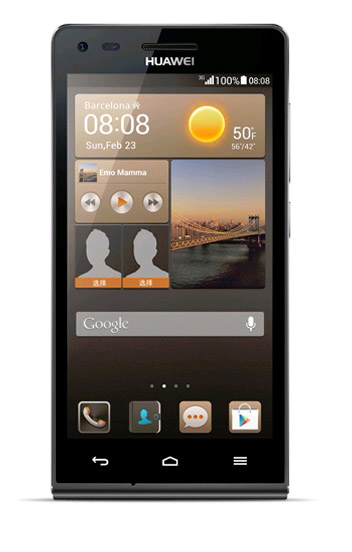 HUAWEI
3G 100% 08:08
Barcelona
08:08
Sun,Feb 23
50°F
56°/42°
Emo Mamma
选择
选择
Google